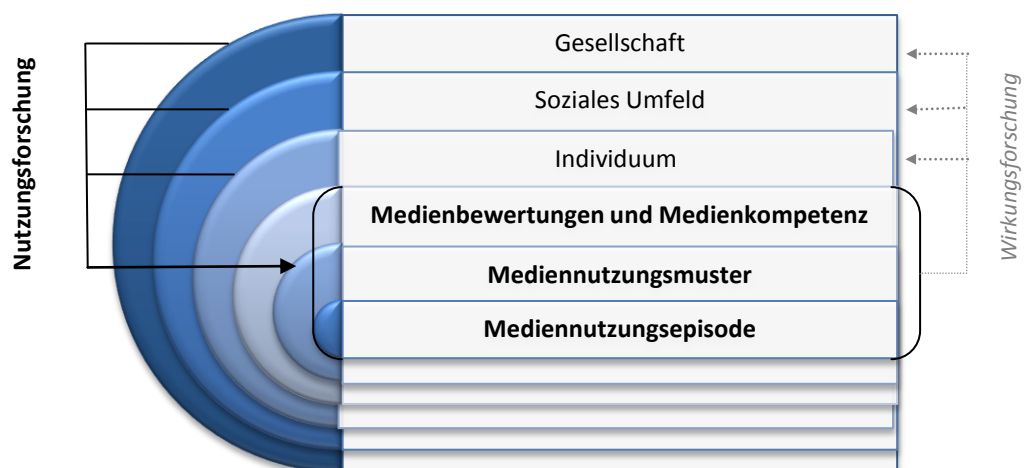 Nutzungsforschung
Gesellschaft
Soziales Umfeld
Individuum
Medienbewertungen und Medienkompetenz
Mediennutzungsmuster
Mediennutzungsepisode
Wirkungsforschung